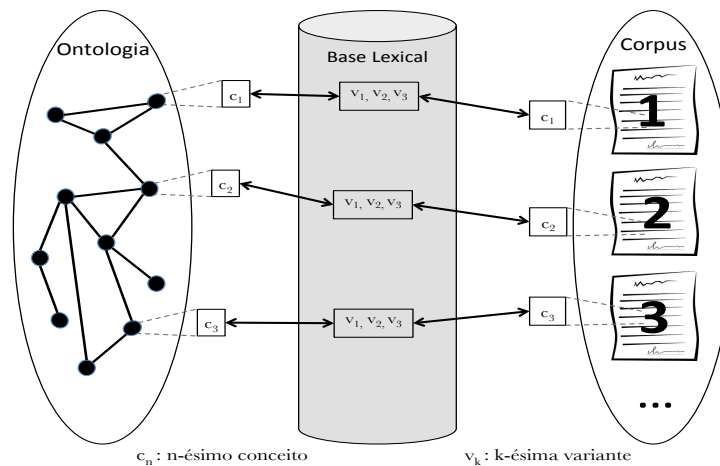 Ontologia
Base Lexical
Corpus
c₁
v₁, v₂, v₃
c₁
1
c₂
v₁, v₂, v₃
c₂
2
c₃
v₁, v₂, v₃
c₃
3
...
cₙ: n-ésimo conceito
vₖ: k-ésima variante